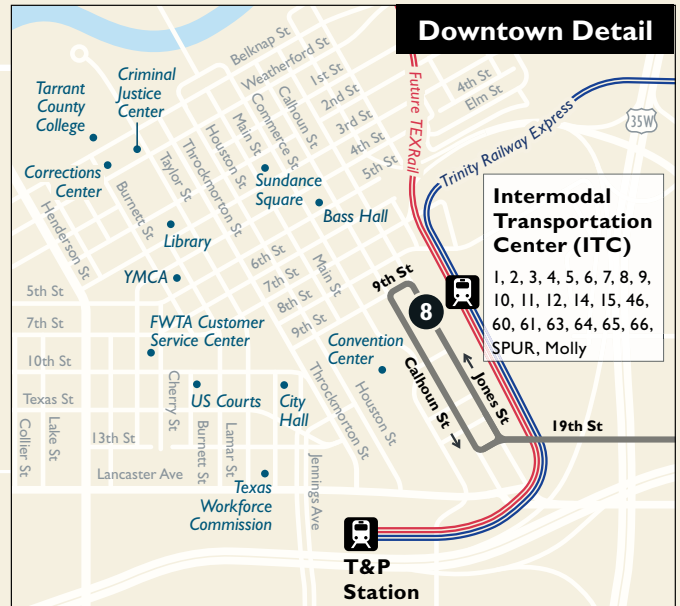 Downtown Detail
Belknap St
Weatherford St
1st St
2nd St
3rd St
4th St
5th St
4th St
Elm St
Calhoun St
Commerce St
Main St
Houston St
Throckmorton St
Taylor St
Burnett St
Henderson St
Future TEXRail
Trinity Railway Express
35W
Tarrant
County
College
Criminal
Justice
Center
Corrections
Center
Sundance
Square
Bass Hall
Library
YMCA
Intermodal
Transportation
Center (ITC)
1, 2, 3, 4, 5, 6, 7, 8, 9,
10, 11, 12, 14, 15, 46,
60, 61, 63, 64, 65, 66,
SPUR, Molly
6th St
7th St
8th St
9th St
Main St
9th St
8
5th St
7th St
10th St
Texas St
13th St
Lancaster Ave
FWTA Customer
Service Center
Convention
Center
Calhoun St
Jones St
19th St
Cherry St
US Courts
City
Hall
Throckmorton St
Houston St
Collier St
Lake St
Burnett St
Lamar St
Jennings Ave
Texas
Workforce
Commission
T&P
Station